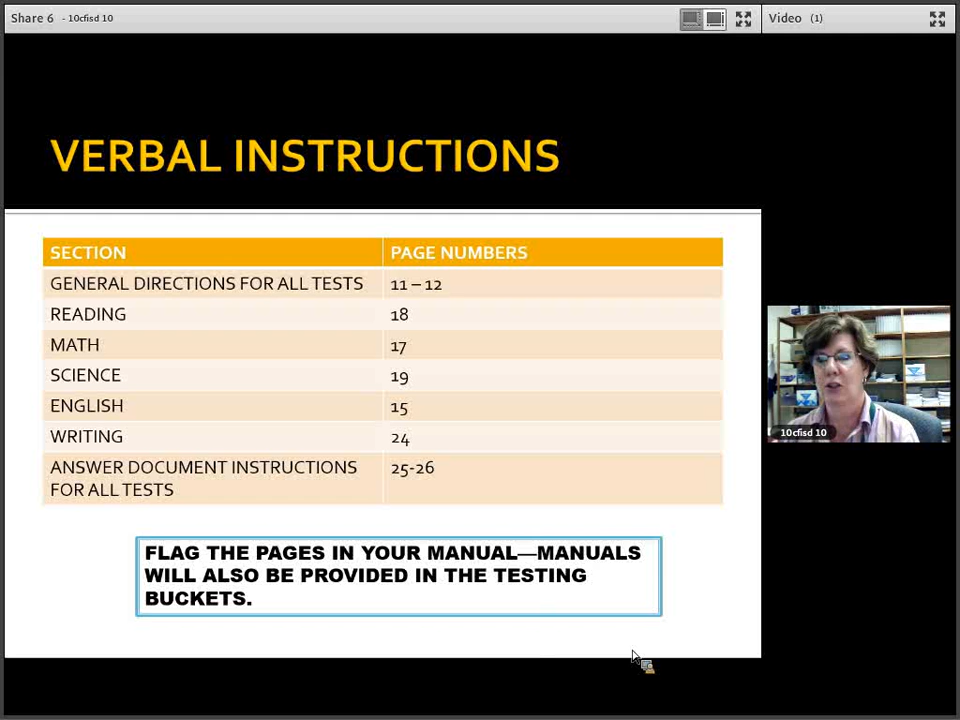 Share 6 - 10cfisd 10
Video (1)
VERBAL INSTRUCTIONS
SECTION PAGE NUMBERS
GENERAL DIRECTIONS FOR ALL TESTS 11 – 12
READING 18
MATH 17
SCIENCE 19
ENGLISH 15
WRITING 24
ANSWER DOCUMENT INSTRUCTIONS 25-26
FOR ALL TESTS
FLAG THE PAGES IN YOUR MANUAL—MANUALS
WILL ALSO BE PROVIDED IN THE TESTING
BUCKETS.
10cfisd 10